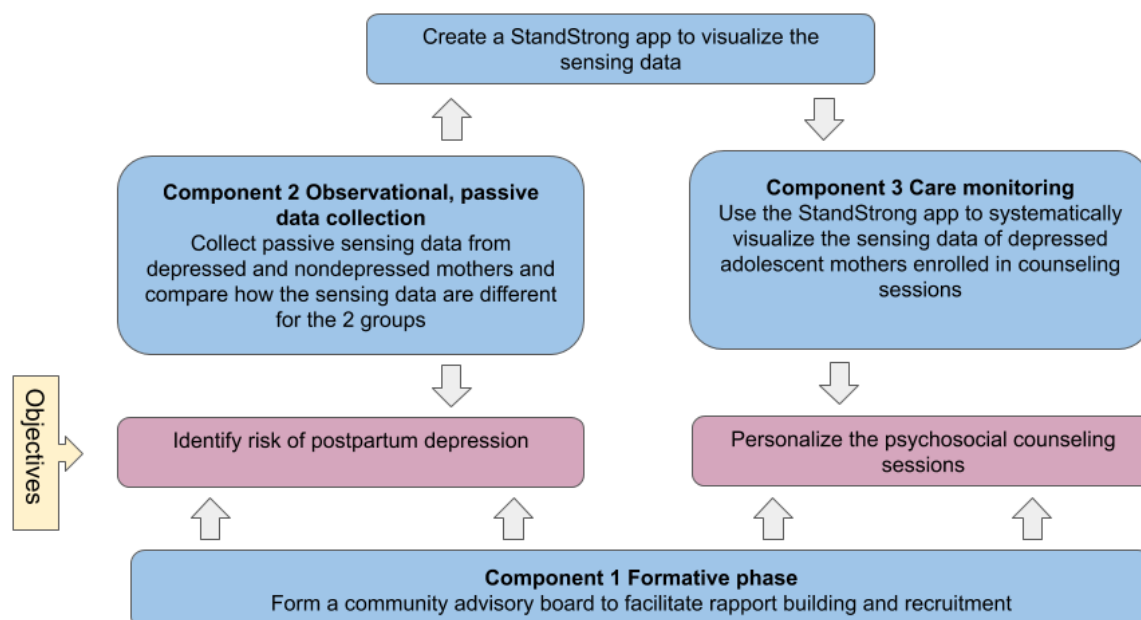 Create a StandStrong app to visualize the
sensing data
Component 2 Observational, passive
data collection
Collect passive sensing data from
depressed and nondepressed mothers and
compare how the sensing data are different
for the 2 groups
Component 3 Care monitoring
Use the StandStrong app to systematically
visualize the sensing data of depressed
adolescent mothers enrolled in counseling
sessions
Objectives
Identify risk of postpartum depression
Personalize the psychosocial counseling
sessions
Component 1 Formative phase
Form a community advisory board to facilitate rapport building and recruitment